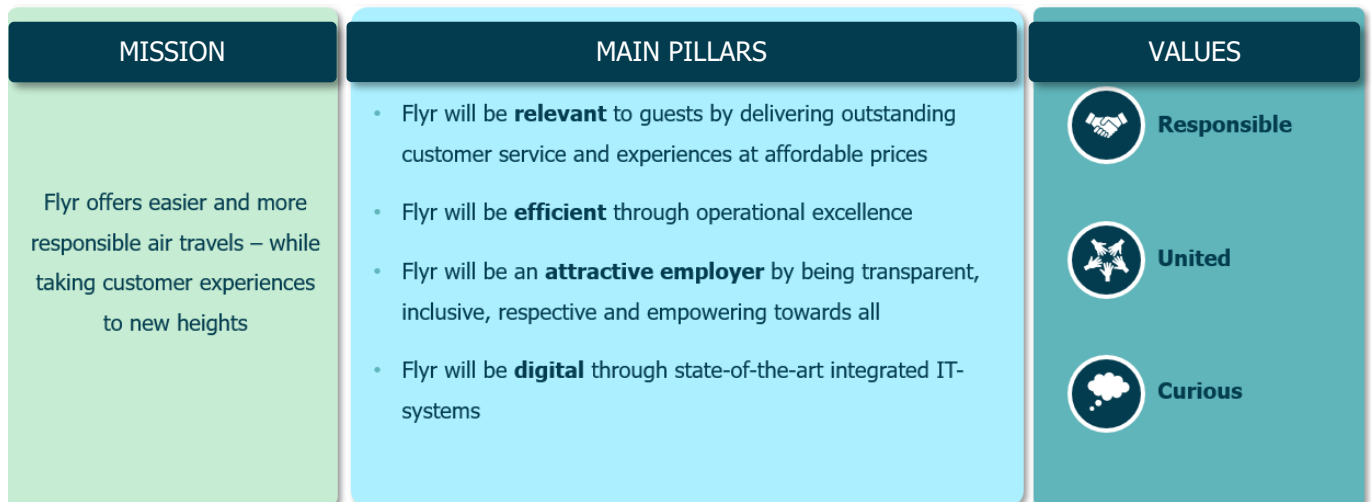 MISSION
Flyr offers easier and more
responsible air travels – while
taking customer experiences
to new heights
MAIN PILLARS
• Flyr will be relevant to guests by delivering outstanding
customer service and experiences at affordable prices
• Flyr will be efficient through operational excellence
• Flyr will be an attractive employer by being transparent,
inclusive, respective and empowering towards all
• Flyr will be digital through state-of-the-art integrated IT-
systems
VALUES
Responsible
United
Curious